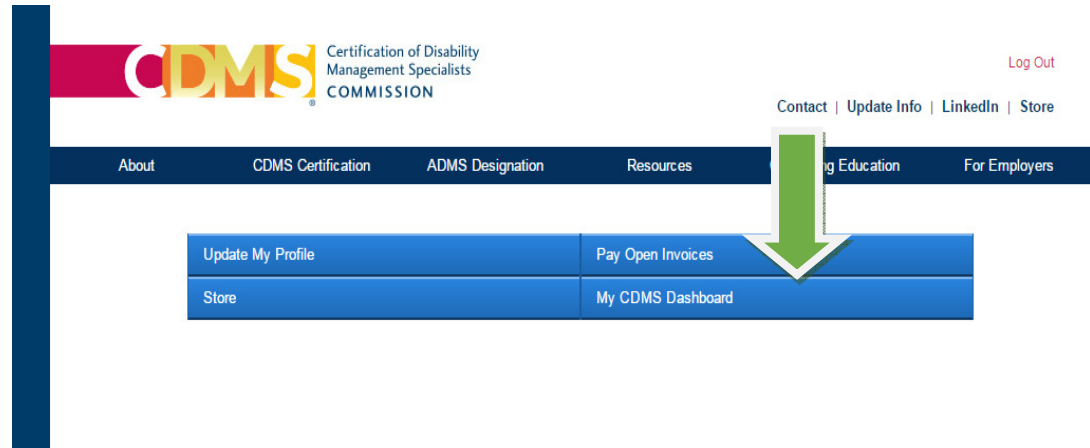 CDMS
Certification of Disability
Management Specialists
COMMISSION
®
Log Out
Contact | Update Info | LinkedIn | Store
About CDMS Certification ADMS Designation Resources Education For Employers
Update My Profile Pay Open Invoices
Store My CDMS Dashboard